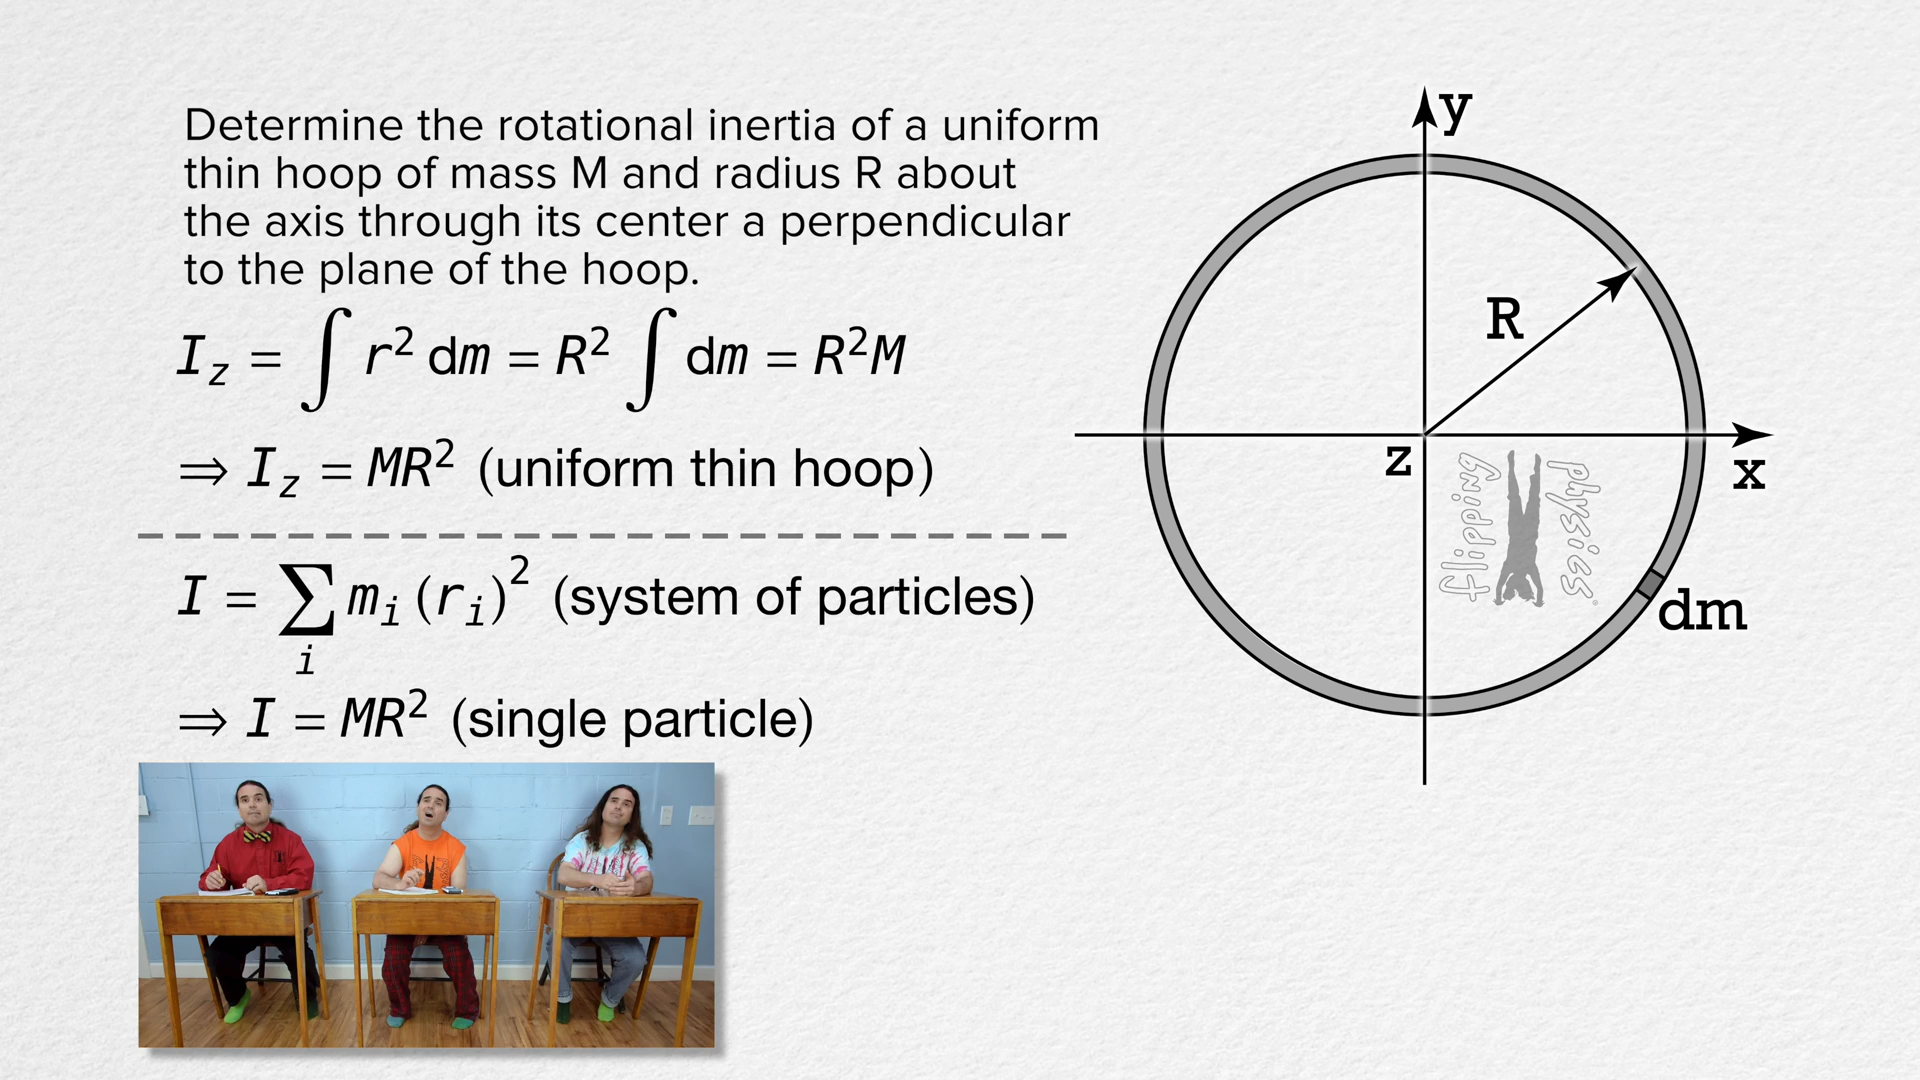 Determine the rotational inertia of a uniform
thin hoop of mass M and radius R about
the axis through its center a perpendicular
to the plane of the hoop.
I_z = ∫ r² dm = R² ∫ dm = R²M
⇒ I_z = MR² (uniform thin hoop)
I = ∑_i m_i (r_i)² (system of particles)
⇒ I = MR² (single particle)
y
R
z
x
flipping
physics
dm